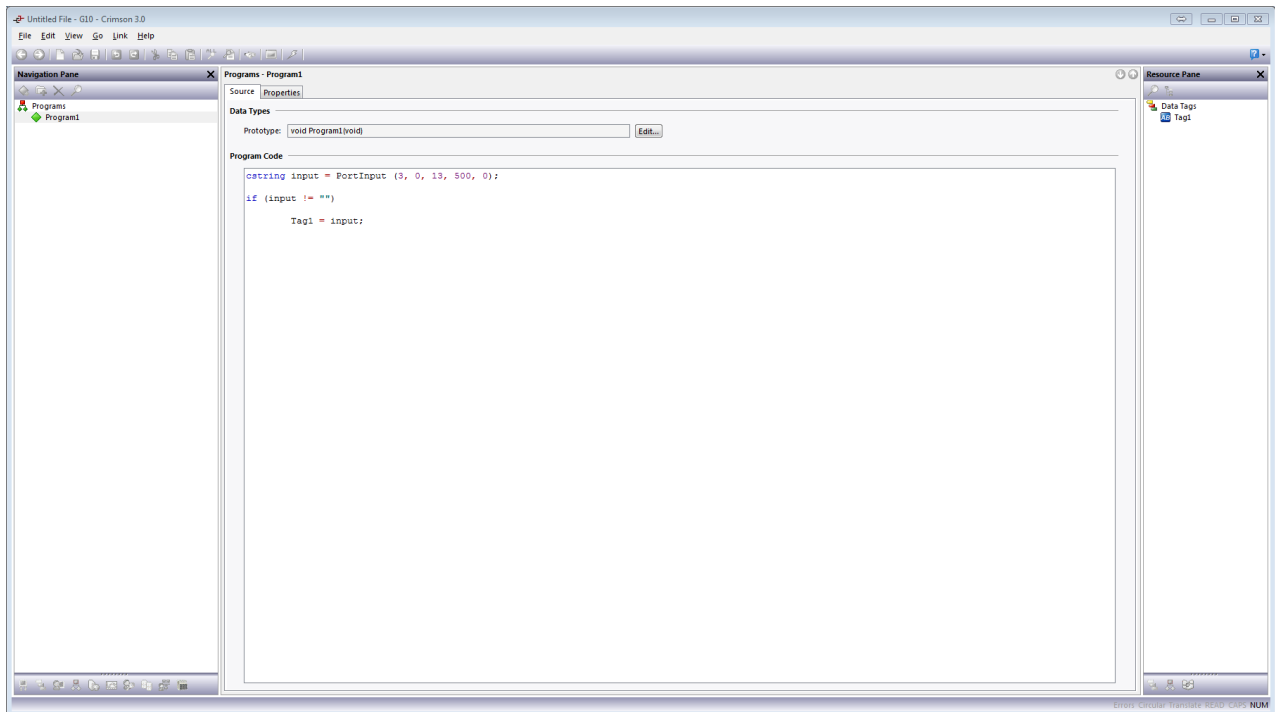 Untitled File - G10 - Crimson 3.0
File Edit View Go Link Help
Navigation Pane
Programs
Program1
Programs - Program1
Source Properties
Data Types
Prototype: void Program1(void) Edit...
Program Code
cstring input = PortInput (3, 0, 13, 500, 0);
if (input != "")
Tag1 = input;
Resource Pane
Data Tags
AB Tag1
Errors Circular Translate READ CAPS NUM